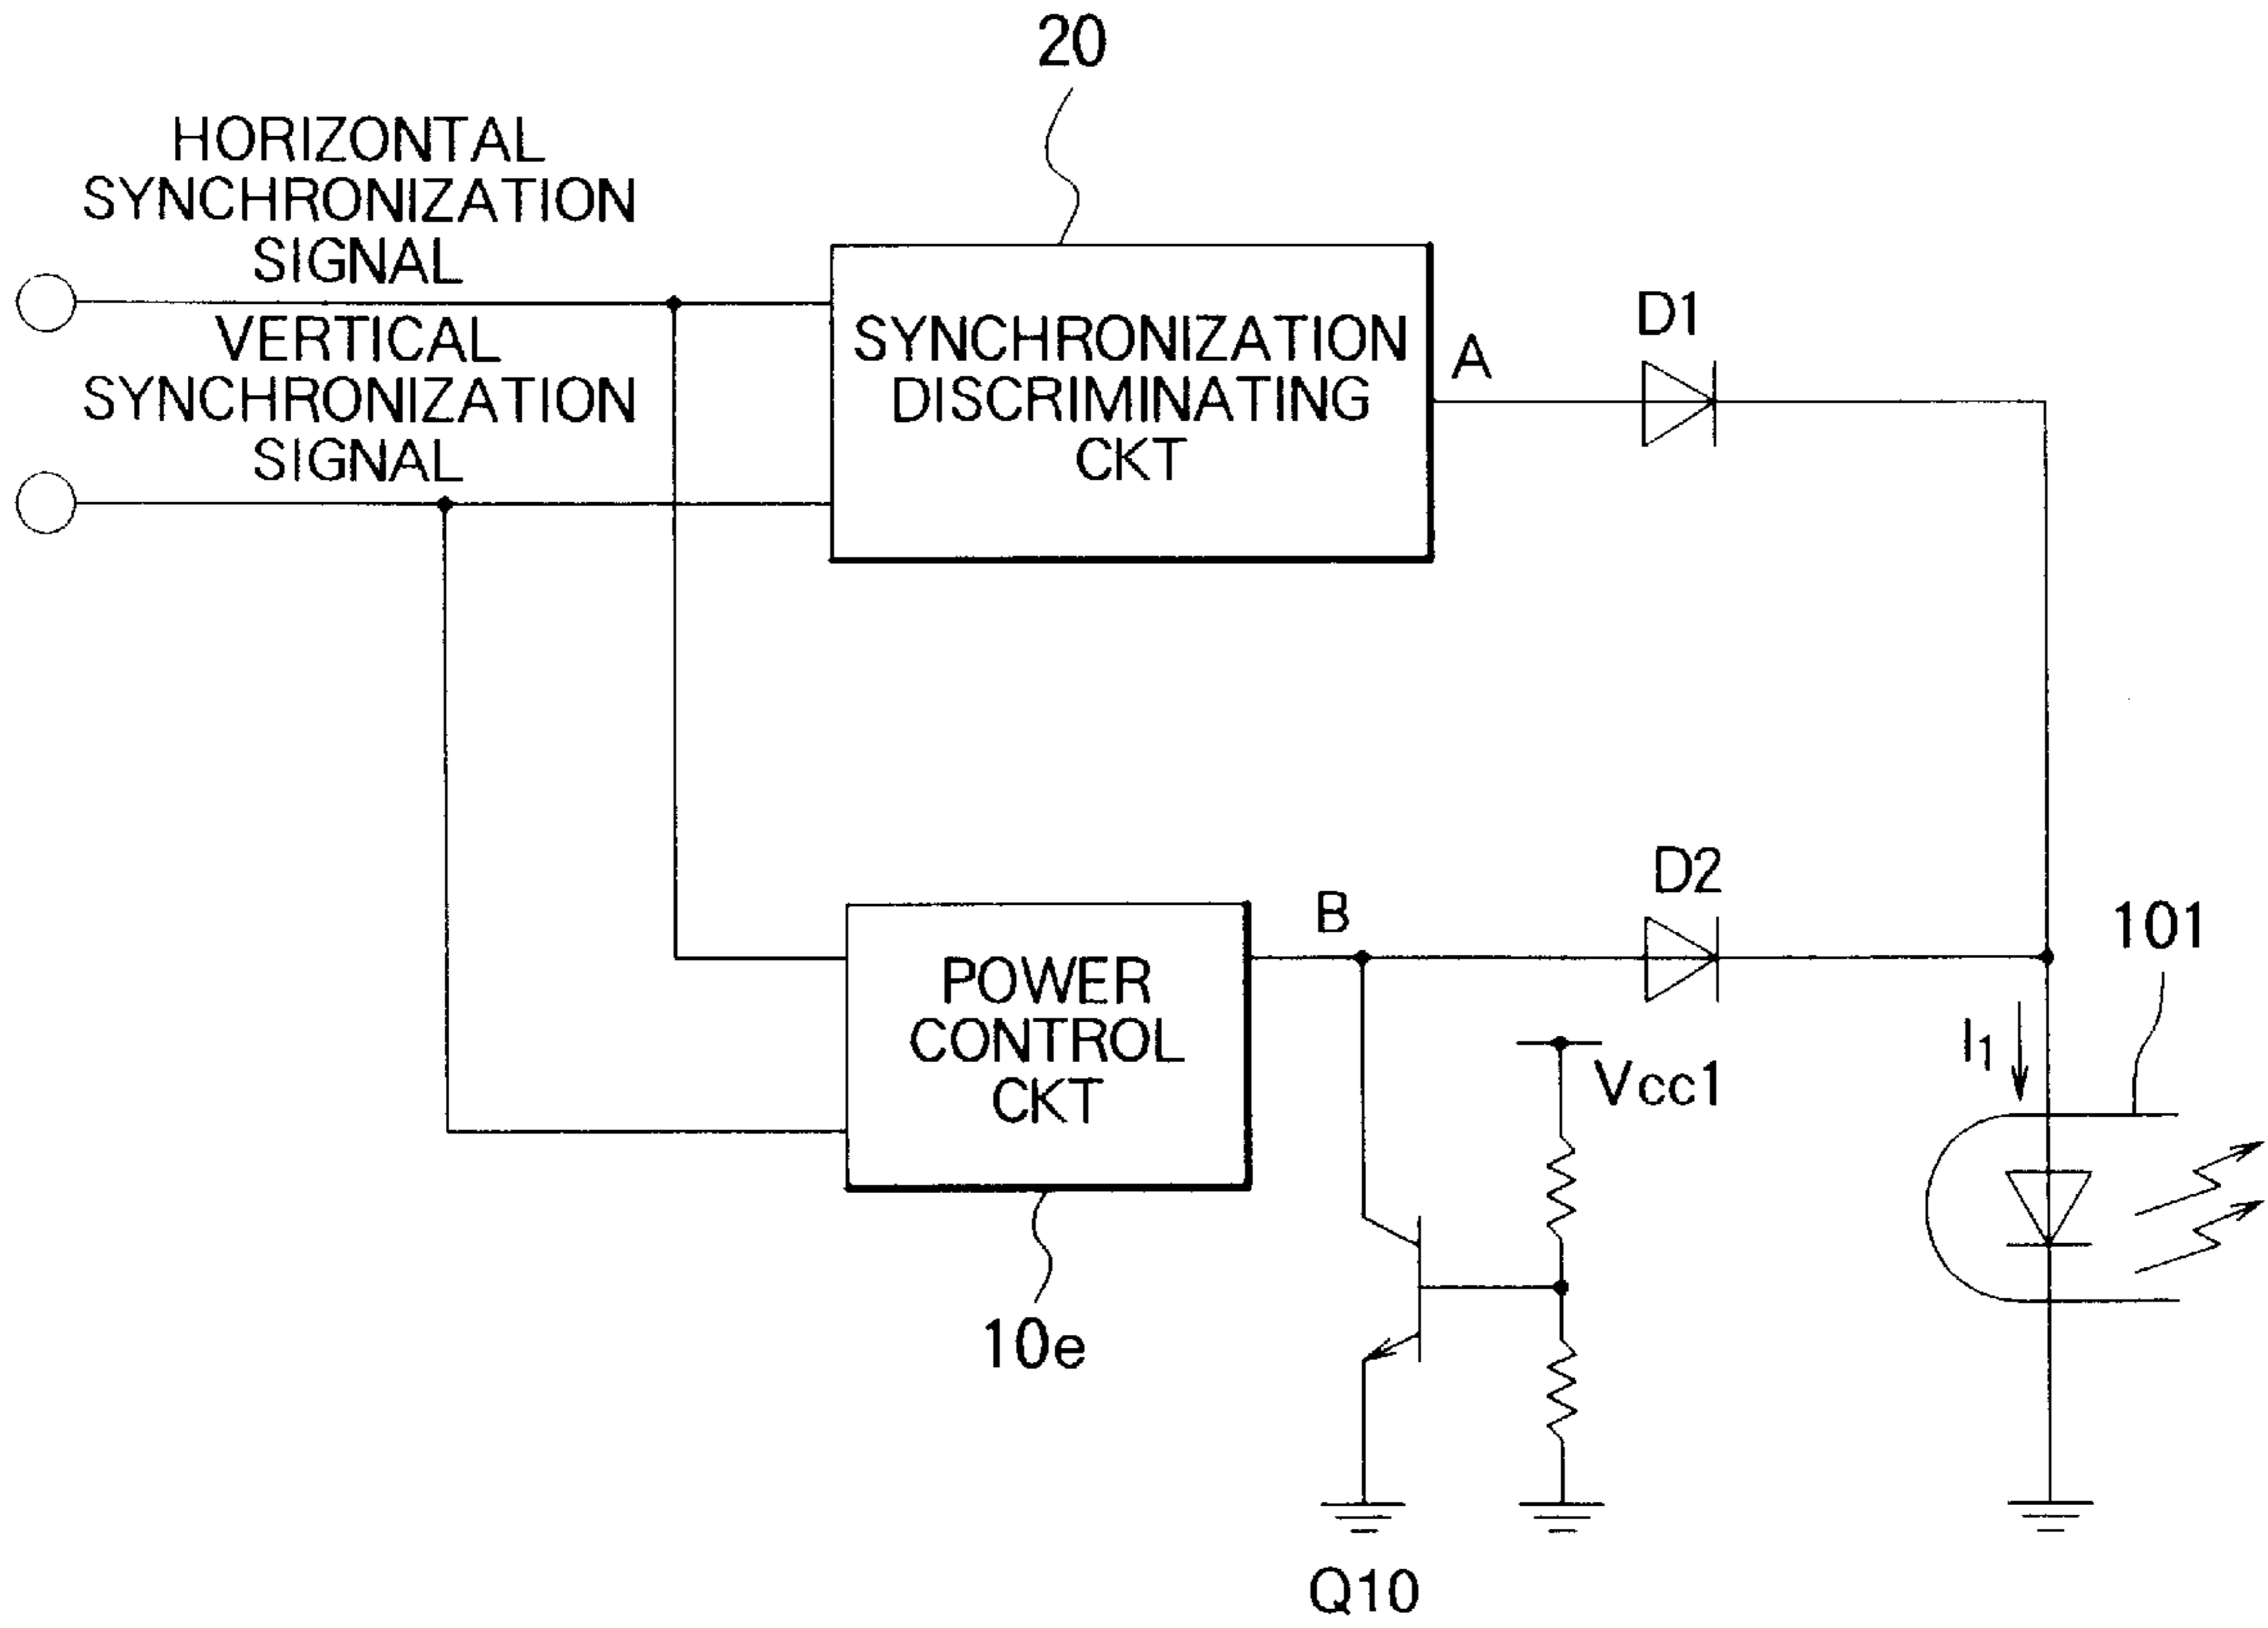 20
HORIZONTAL
SYNCHRONIZATION
SIGNAL
VERTICAL
SYNCHRONIZATION
SIGNAL
SYNCHRONIZATION
DISCRIMINATING
CKT
A
D1
B
D2
101
POWER
CONTROL
CKT
I1
Vcc1
10e
Q10